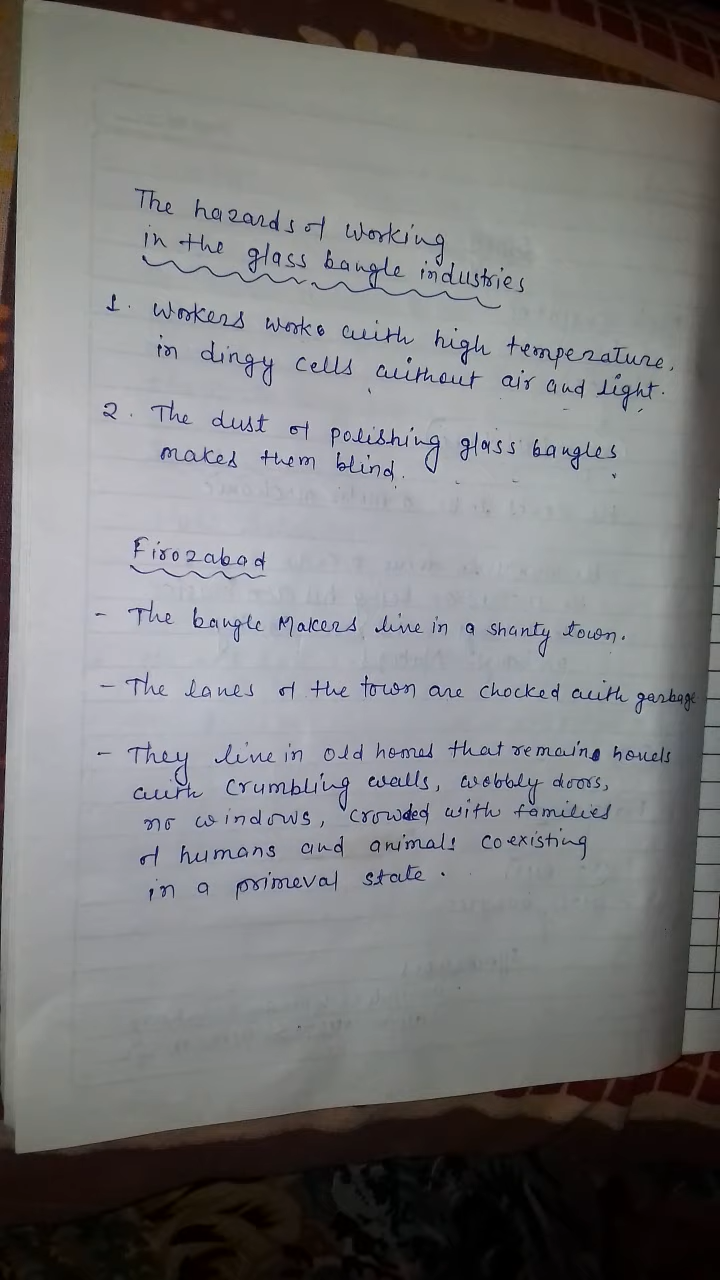 The hazards of working
in the glass bangle industries
1. Workers works with high temperature,
in dingy cells without air and light.
2. The dust of polishing glass bangles
makes them blind.
Firozabad
- The bangle Makers live in a shanty town.
- The lanes of the town are chocked with garbage
- They live in old homes that remains hovels
with crumbling walls, wobbly doors,
no windows, crowded with families
of humans and animals coexisting
in a primeval state.